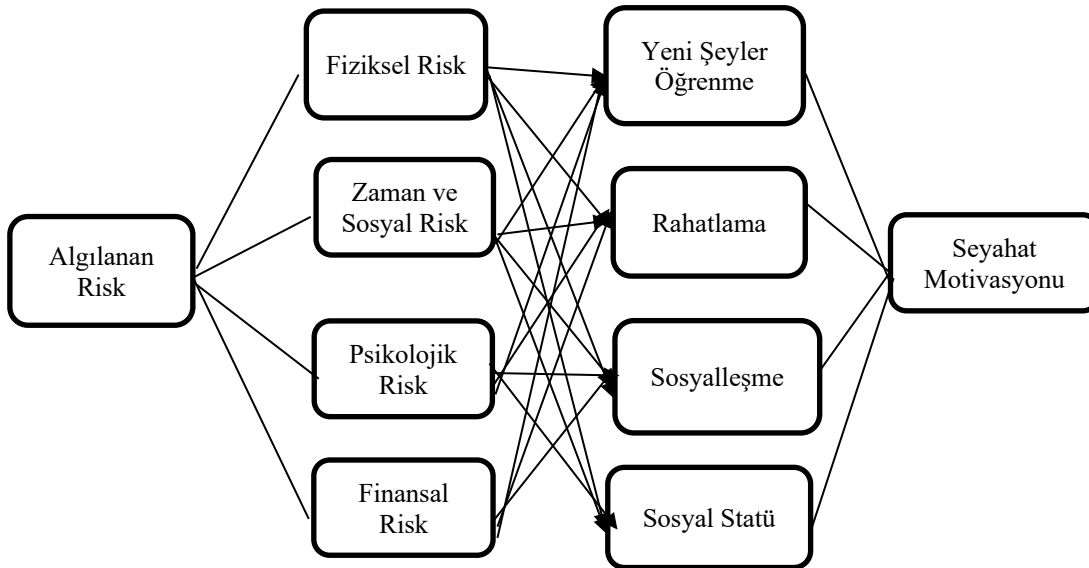 Algılanan
Risk
Fiziksel Risk
Zaman ve
Sosyal Risk
Psikolojik
Risk
Finansal
Risk
Yeni Şeyler
Öğrenme
Rahatlama
Sosyalleşme
Sosyal Statü
Seyahat
Motivasyonu